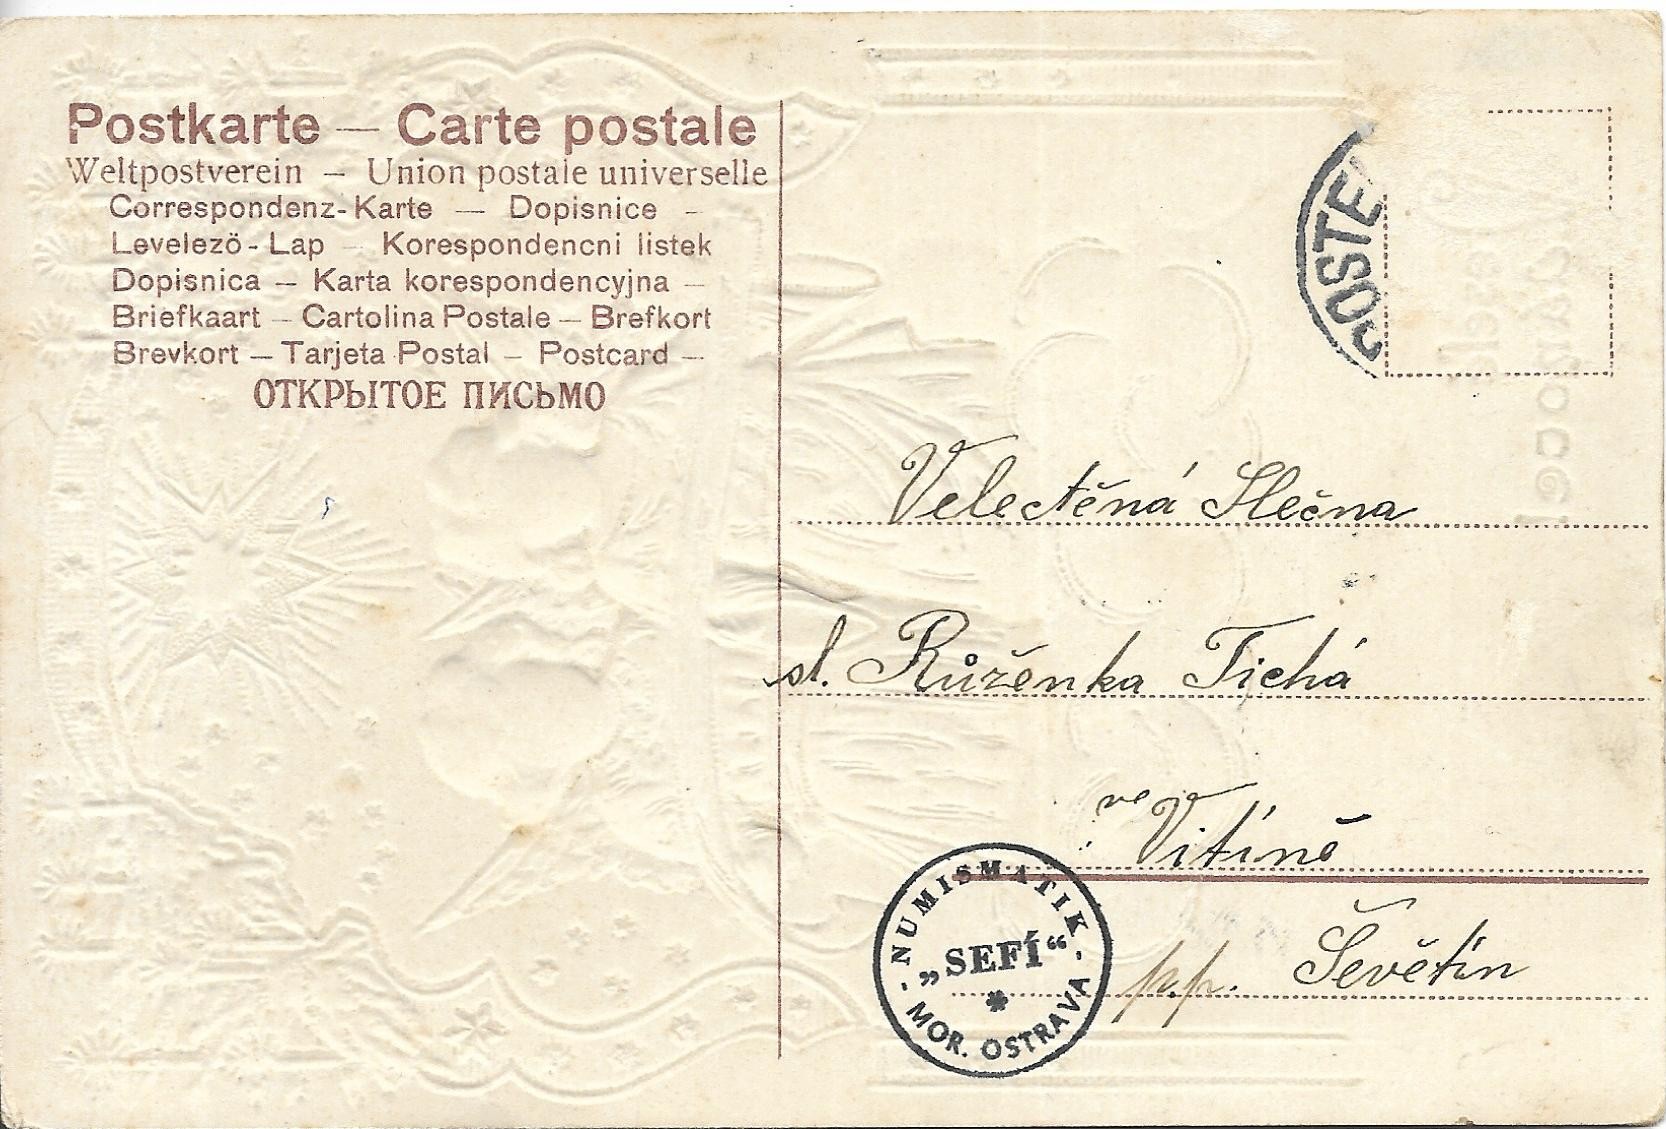 Postkarte — Carte postale
Weltpostverein — Union postale universelle
Correspondenz-Karte — Dopisnice —
Levelezö-Lap — Korespondencni listek
Dopisnica — Karta korespondencyjna —
Briefkaart — Cartolina Postale — Brefkort
Brevkort — Tarjeta Postal — Postcard —
ОТКРЫТОЕ ПИСЬМО
Velectěná Slečna
sl. Růženka Tichá
ve Vitíně
p.p. Ševětín
- NUMISMATIK -
„SEFÍ“
*
MOR. OSTRAVA